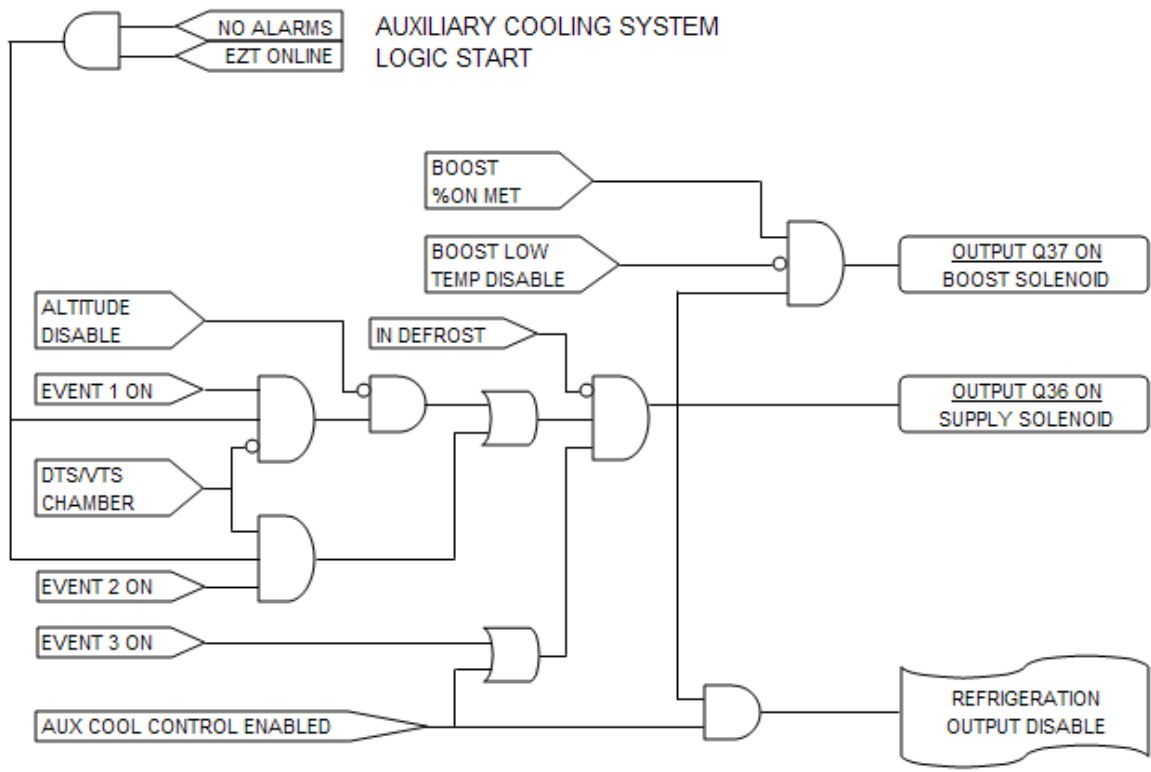 NO ALARMS
EZT ONLINE
AUXILIARY COOLING SYSTEM
LOGIC START
BOOST
%ON MET
BOOST LOW
TEMP DISABLE
OUTPUT Q37 ON
BOOST SOLENOID
ALTITUDE
DISABLE
IN DEFROST
EVENT 1 ON
OUTPUT Q36 ON
SUPPLY SOLENOID
DTS/VTS
CHAMBER
EVENT 2 ON
EVENT 3 ON
AUX COOL CONTROL ENABLED
REFRIGERATION
OUTPUT DISABLE